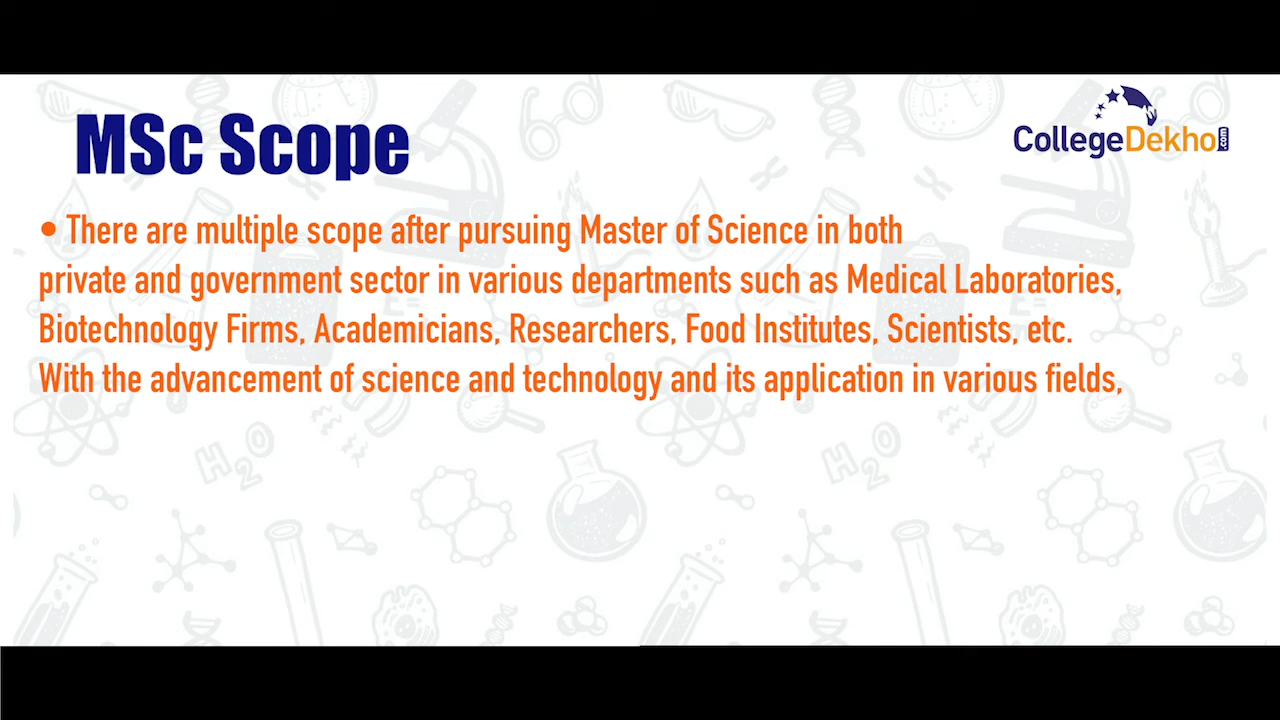 MSc Scope
CollegeDekho.com
• There are multiple scope after pursuing Master of Science in both
private and government sector in various departments such as Medical Laboratories,
Biotechnology Firms, Academicians, Researchers, Food Institutes, Scientists, etc.
With the advancement of science and technology and its application in various fields,
H2O
H2O